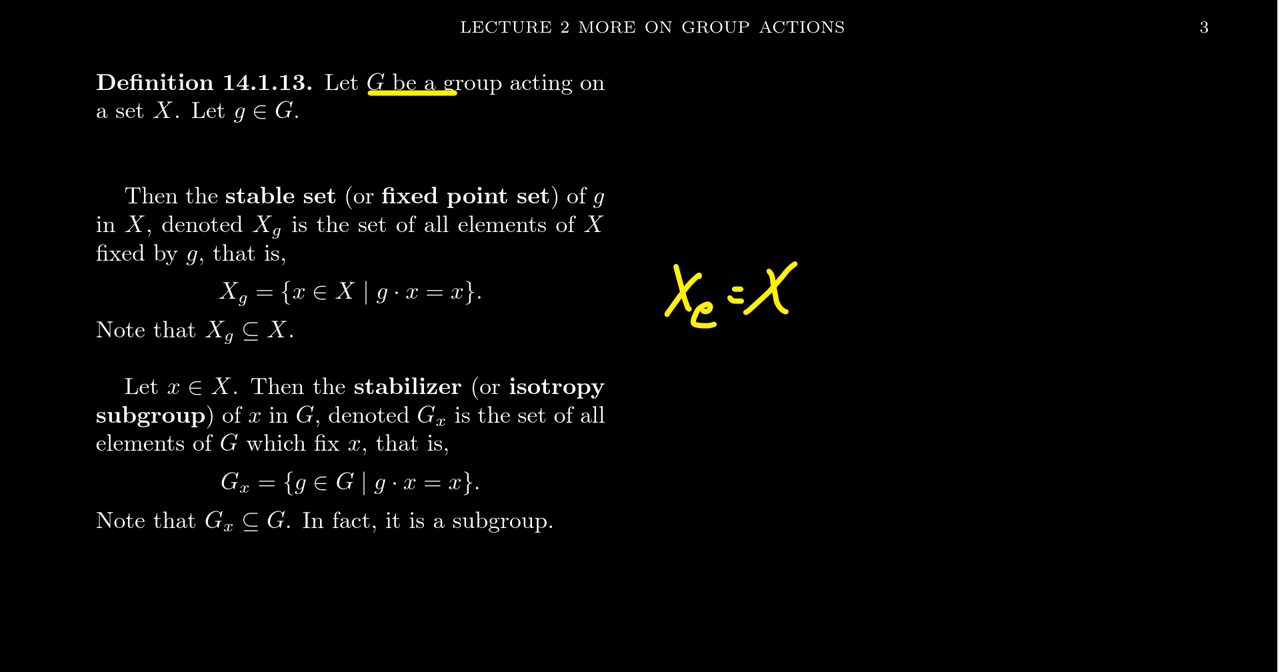 LECTURE 2 MORE ON GROUP ACTIONS 3
Definition 14.1.13. Let G be a group acting on
a set X. Let g ∈ G.
Then the stable set (or fixed point set) of g
in X, denoted X_g is the set of all elements of X
fixed by g, that is,
X_g = {x ∈ X | g · x = x}.
X_e = X
Note that X_g ⊆ X.
Let x ∈ X. Then the stabilizer (or isotropy
subgroup) of x in G, denoted G_x is the set of all
elements of G which fix x, that is,
G_x = {g ∈ G | g · x = x}.
Note that G_x ⊆ G. In fact, it is a subgroup.